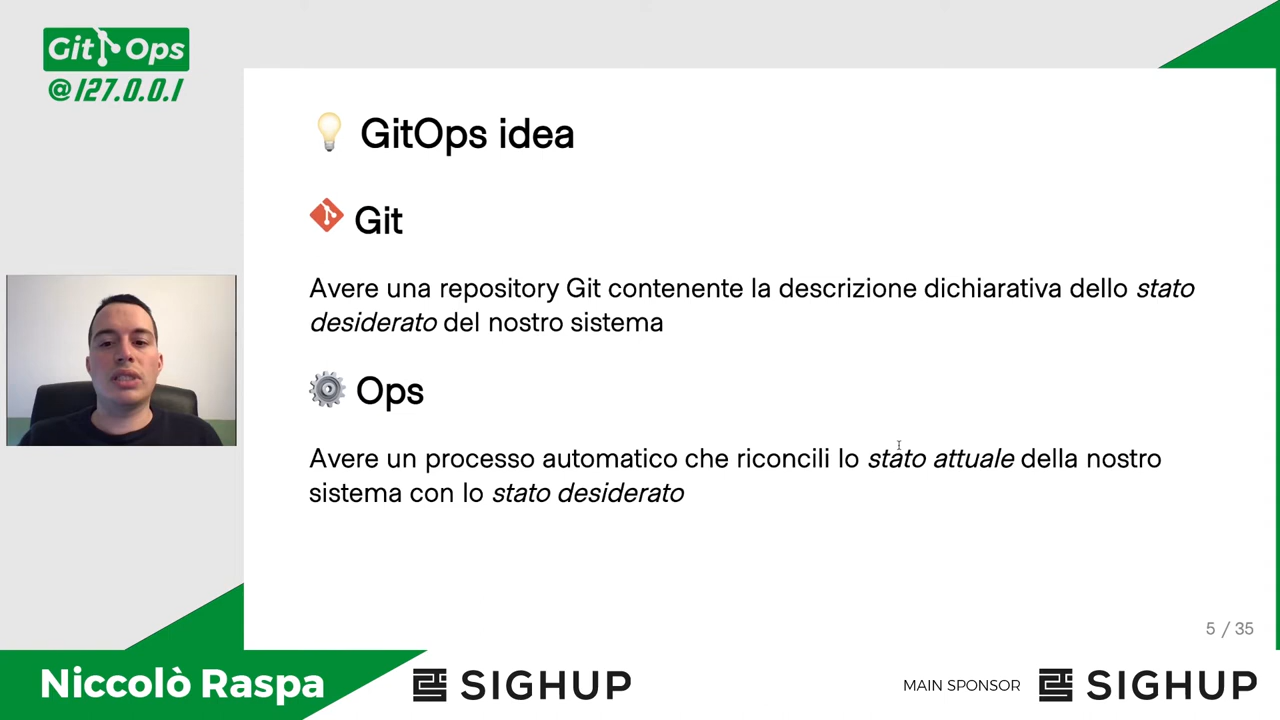 Git Ops
@127.0.0.1
GitOps idea
Git
Avere una repository Git contenente la descrizione dichiarativa dello stato
desiderato del nostro sistema
Ops
Avere un processo automatico che riconcili lo stato attuale della nostro
sistema con lo stato desiderato
5 / 35
Niccolò Raspa
SIGHUP
MAIN SPONSOR
SIGHUP